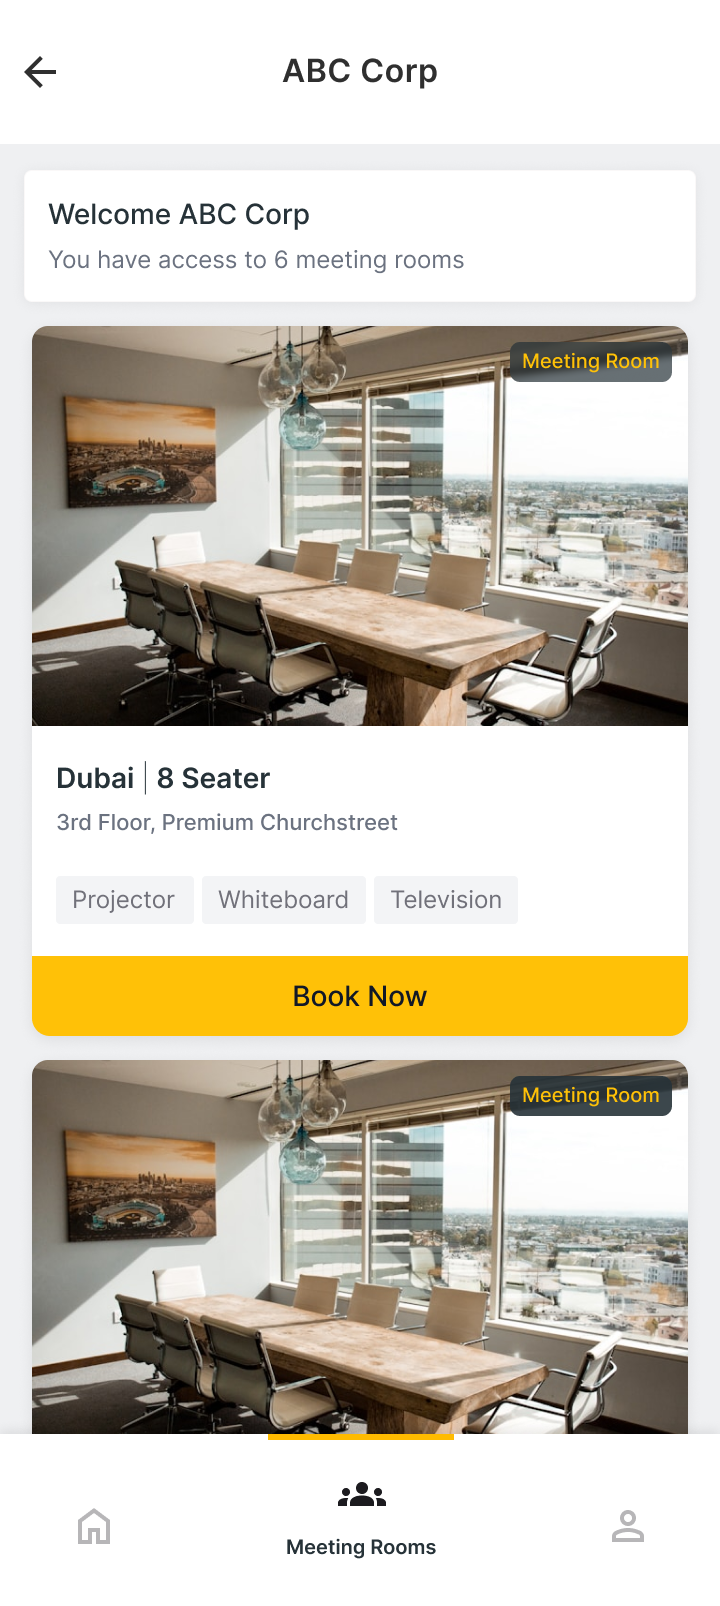 ABC Corp
Welcome ABC Corp
You have access to 6 meeting rooms
Meeting Room
Dubai | 8 Seater
3rd Floor, Premium Churchstreet
Projector Whiteboard Television
Book Now
Meeting Room
Meeting Rooms